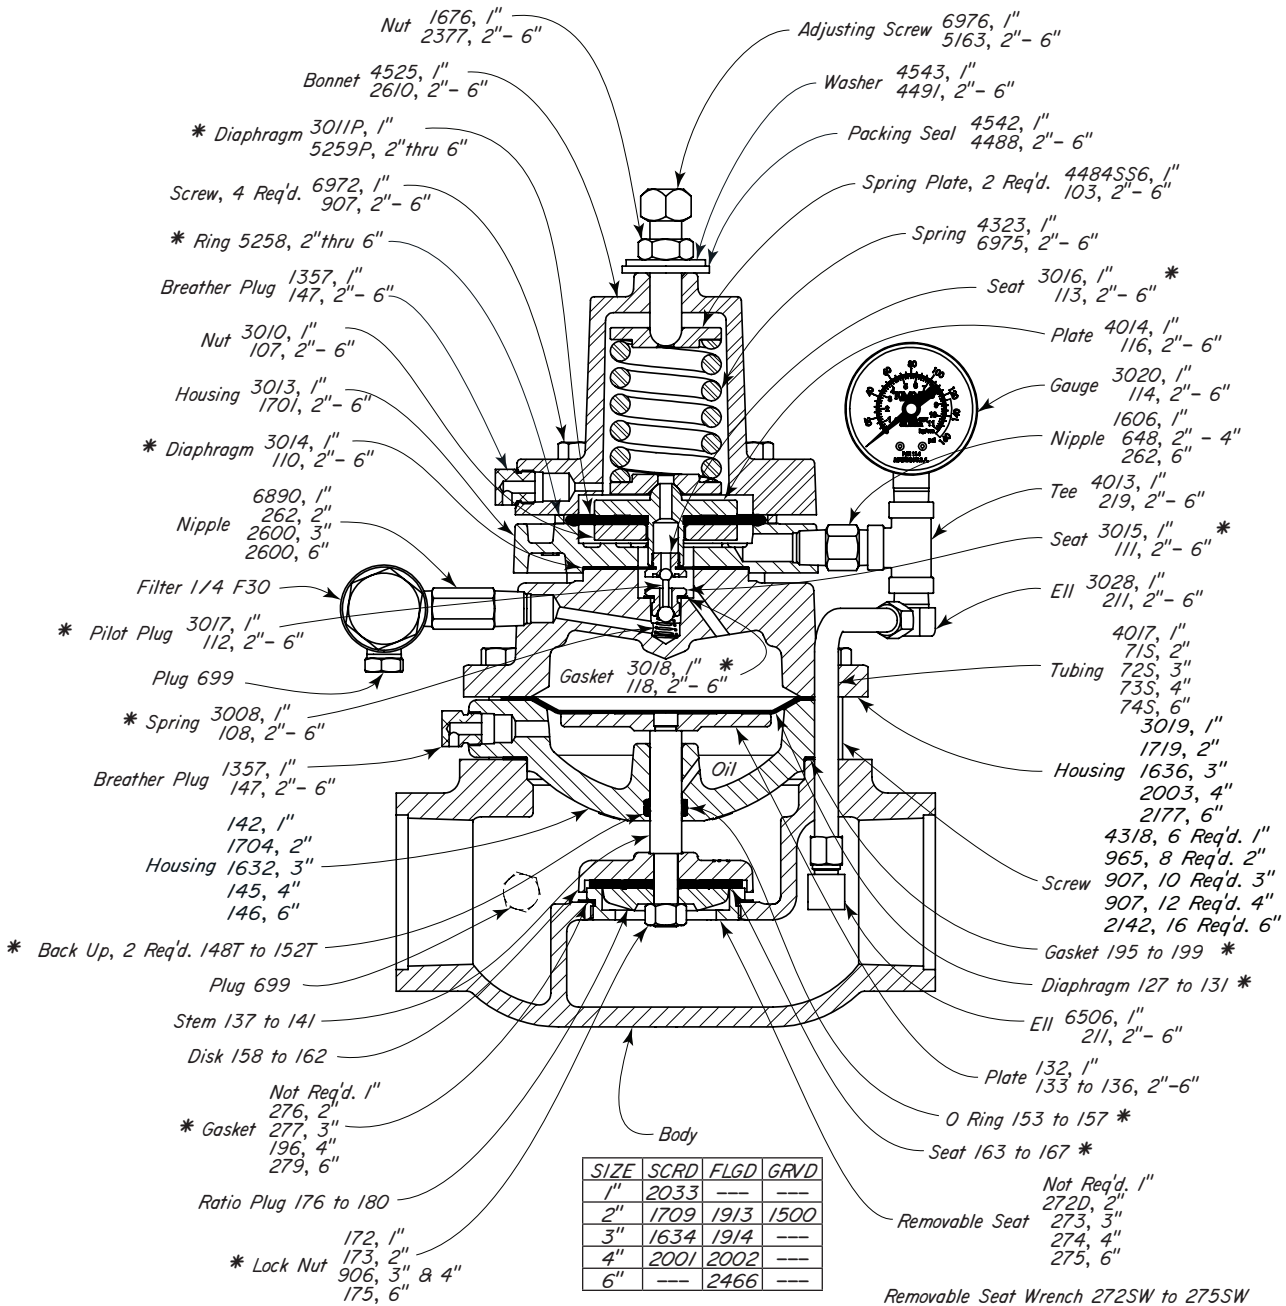 Nut 1676, 1"
2377, 2"- 6"
Bonnet 4525, 1"
2610, 2"- 6"
* Diaphragm 3011P, 1"
5259P, 2"thru 6"
Screw, 4 Req'd. 6972, 1"
907, 2"- 6"
* Ring 5258, 2"thru 6"
Breather Plug 1357, 1"
147, 2"- 6"
Nut 3010, 1"
107, 2"- 6"
Housing 3013, 1"
1701, 2"- 6"
* Diaphragm 3014, 1"
110, 2"- 6"
6890, 1"
262, 2"
Nipple 2600, 3"
2600, 6"
Filter 1/4 F30
* Pilot Plug 3017, 1"
112, 2"- 6"
Plug 699
* Spring 3008, 1"
108, 2"- 6"
Breather Plug 1357, 1"
147, 2"- 6"
142, 1"
1704, 2"
Housing 1632, 3"
145, 4"
146, 6"
* Back Up, 2 Req'd. 148T to 152T
Plug 699
Stem 137 to 141
Disk 158 to 162
Not Req'd. 1"
276, 2"
* Gasket 277, 3"
196, 4"
279, 6"
Ratio Plug 176 to 180
172, 1"
173, 2"
* Lock Nut 906, 3" & 4"
175, 6"
Adjusting Screw 6976, 1"
5163, 2"- 6"
Washer 4543, 1"
4491, 2"- 6"
Packing Seal 4542, 1"
4488, 2"- 6"
Spring Plate, 2 Req'd. 4484SS6, 1"
103, 2"- 6"
Spring 4323, 1"
6975, 2"- 6"
Seat 3016, 1" *
113, 2"- 6"
Plate 4014, 1"
116, 2"- 6"
Gauge 3020, 1"
114, 2"- 6"
1606, 1"
Nipple 648, 2" - 4"
262, 6"
Tee 4013, 1"
219, 2"- 6"
Seat 3015, 1" *
111, 2"- 6"
Ell 3028, 1"
211, 2"- 6"
4017, 1"
71S, 2"
Tubing 72S, 3"
73S, 4"
74S, 6"
3019, 1"
1719, 2"
Housing 1636, 3"
2003, 4"
2177, 6"
4318, 6 Req'd. 1"
965, 8 Req'd. 2"
Screw 907, 10 Req'd. 3"
907, 12 Req'd. 4"
2142, 16 Req'd. 6"
Gasket 195 to 199 *
Diaphragm 127 to 131 *
Ell 6506, 1"
211, 2"- 6"
Plate 132, 1"
133 to 136, 2"-6"
O Ring 153 to 157 *
Seat 163 to 167 *
Not Req'd. 1"
272D, 2"
Removable Seat 273, 3"
274, 4"
275, 6"
Removable Seat Wrench 272SW to 275SW
Gasket 3018, 1" *
118, 2"- 6"
Oil
Body
SIZE SCRD FLGD GRVD
1" 2033 --- ---
2" 1709 1913 1500
3" 1634 1914 ---
4" 2001 2002 ---
6" --- 2466 ---